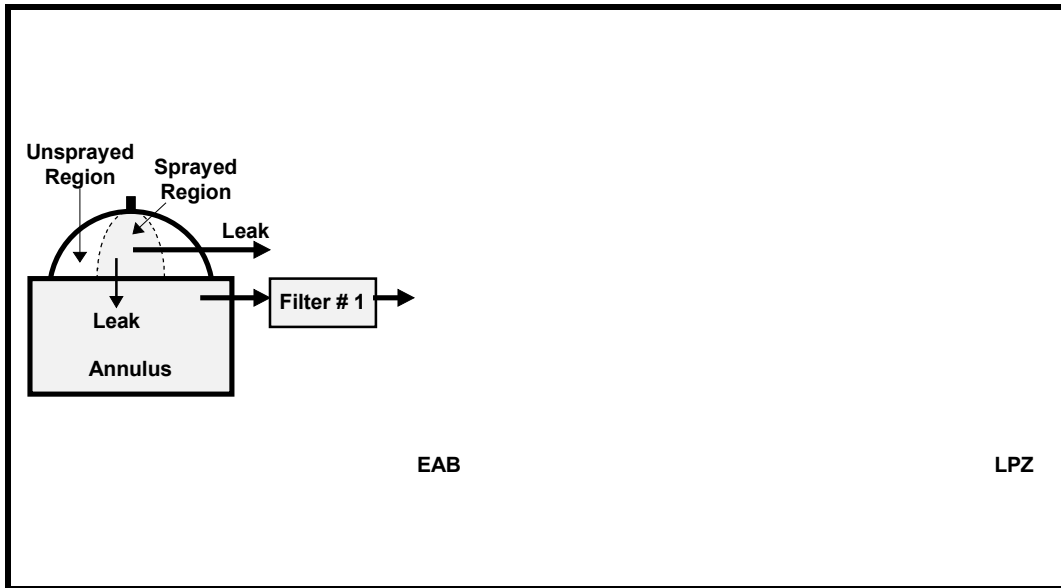 Unsprayed
Region
Sprayed
Region
Leak
Filter # 1
Leak
Annulus
EAB
LPZ